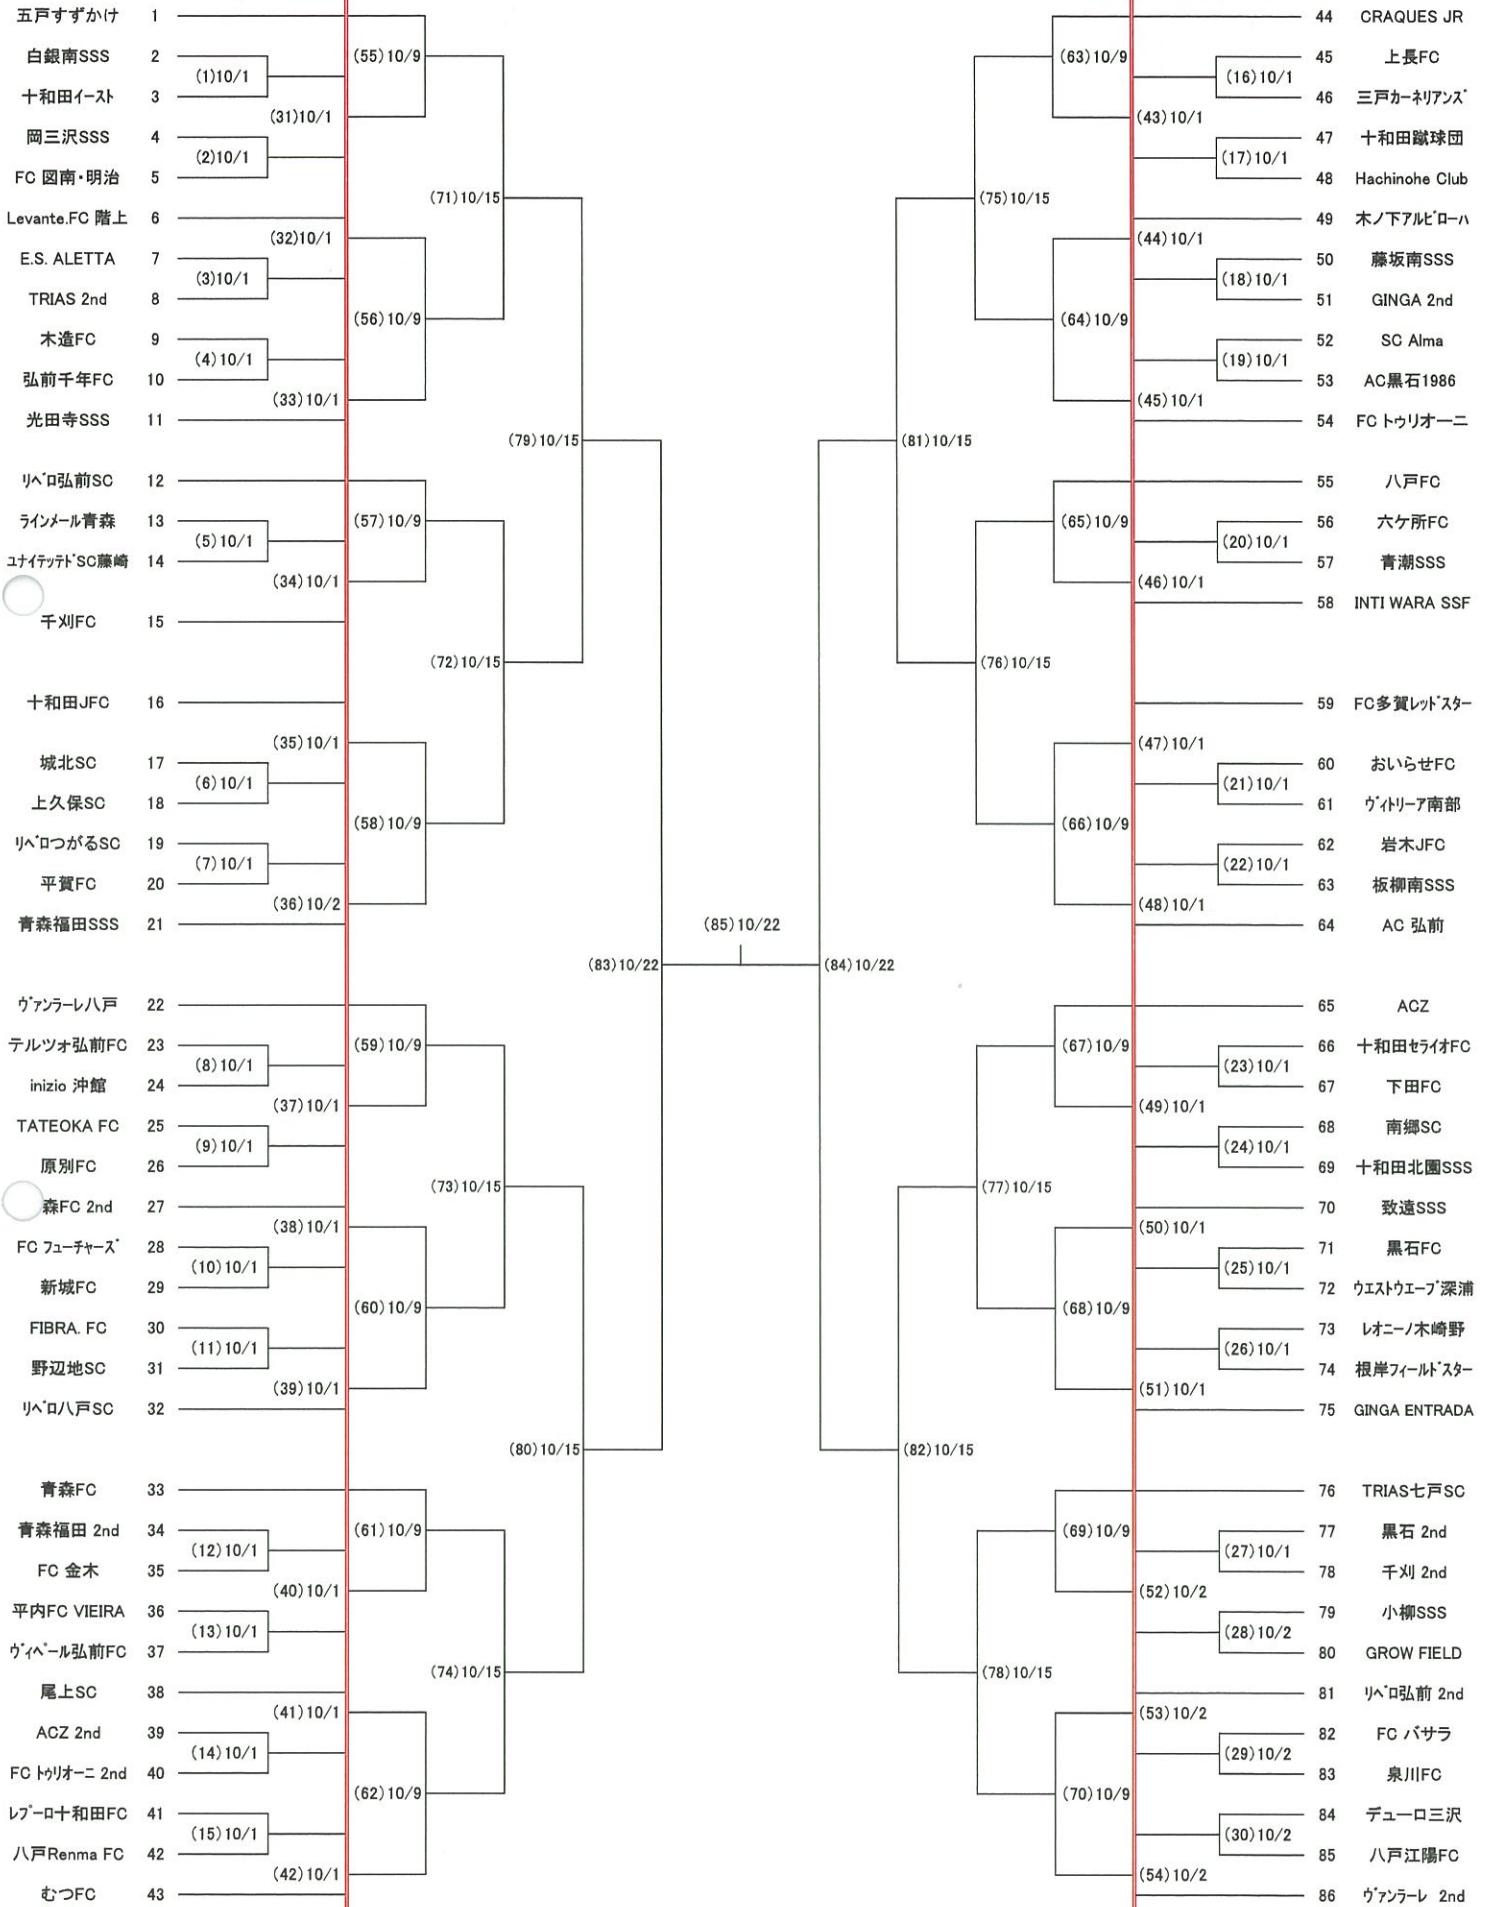 五戸すずかけ 1
白銀南SSS 2
(1)10/1
十和田イースト 3
(55)10/9
(31)10/1
岡三沢SSS 4
(2)10/1
FC 図南・明治 5
(71)10/15
Levante.FC 階上 6
(32)10/1
E.S. ALETTA 7
(3)10/1
TRIAS 2nd 8
(56)10/9
木造FC 9
(4)10/1
弘前千年FC 10
(33)10/1
光田寺SSS 11
(79)10/15
リベロ弘前SC 12
(57)10/9
ラインメール青森 13
(5)10/1
ユナイテッテドSC藤崎 14
(34)10/1
千刈FC 15
(72)10/15
十和田JFC 16
(35)10/1
城北SC 17
(6)10/1
上久保SC 18
(58)10/9
リベロつがるSC 19
(7)10/1
平賀FC 20
(36)10/2
青森福田SSS 21
(83)10/22
(85)10/22
(84)10/22
ヴァンラーレ八戸 22
(59)10/9
テルツォ弘前FC 23
(8)10/1
inizio 沖館 24
(37)10/1
TATEOKA FC 25
(9)10/1
原別FC 26
(73)10/15
森FC 2nd 27
(38)10/1
FC フューチャーズ 28
(10)10/1
新城FC 29
(60)10/9
FIBRA. FC 30
(11)10/1
野辺地SC 31
(39)10/1
リベロ八戸SC 32
(80)10/15
青森FC 33
(61)10/9
青森福田 2nd 34
(12)10/1
FC 金木 35
(40)10/1
平内FC VIEIRA 36
(13)10/1
ヴィペール弘前FC 37
(74)10/15
尾上SC 38
(41)10/1
ACZ 2nd 39
(14)10/1
FC トゥリオーニ 2nd 40
(62)10/9
レプーロ十和田FC 41
(15)10/1
八戸Renma FC 42
(42)10/1
むつFC 43
44 CRAQUES JR
(63)10/9
45 上長FC
(16)10/1
46 三戸カーネリアンズ
(43)10/1
47 十和田蹴球団
(17)10/1
48 Hachinohe Club
(75)10/15
49 木ノ下アルビローハ
(44)10/1
50 藤坂南SSS
(18)10/1
51 GINGA 2nd
(64)10/9
52 SC Alma
(19)10/1
53 AC黒石1986
(45)10/1
54 FC トゥリオーニ
(81)10/15
55 八戸FC
(65)10/9
56 六ケ所FC
(20)10/1
57 青潮SSS
(46)10/1
58 INTI WARA SSF
(76)10/15
59 FC多賀レッドスター
(47)10/1
60 おいらせFC
(21)10/1
61 ヴィトリーア南部
(66)10/9
62 岩木JFC
(22)10/1
63 板柳南SSS
(48)10/1
64 AC 弘前
65 ACZ
(67)10/9
66 十和田セライオFC
(23)10/1
67 下田FC
(49)10/1
68 南郷SC
(24)10/1
69 十和田北園SSS
(77)10/15
70 致遠SSS
(50)10/1
71 黒石FC
(25)10/1
72 ウエストウエーブ深浦
(68)10/9
73 レオニーノ木崎野
(26)10/1
74 根岸フィールドスター
(51)10/1
75 GINGA ENTRADA
(82)10/15
76 TRIAS七戸SC
(69)10/9
77 黒石 2nd
(27)10/1
78 千刈 2nd
(52)10/2
79 小柳SSS
(28)10/2
80 GROW FIELD
(78)10/15
81 リベロ弘前 2nd
(53)10/2
82 FC バサラ
(29)10/2
83 泉川FC
(70)10/9
84 デューロ三沢
(30)10/2
85 八戸江陽FC
(54)10/2
86 ヴァンラーレ 2nd